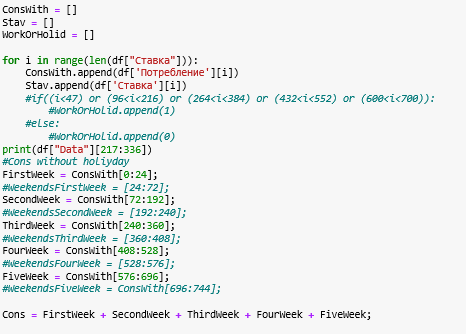 ConsWith = []
Stav = []
WorkOrHolid = []
for i in range(len(df["Ставка"])):
ConsWith.append(df['Потребление'][i])
Stav.append(df['Ставка'][i])
#if((i<47) or (96<i<216) or (264<i<384) or (432<i<552) or (600<i<700)):
#WorkOrHolid.append(1)
#else:
#WorkOrHolid.append(0)
print(df["Data"][217:336])
#Cons without holiyday
FirstWeek = ConsWith[0:24];
#WeekendsFirstWeek = [24:72];
SecondWeek = ConsWith[72:192];
#WeekendsSecondWeek = [192:240];
ThirdWeek = ConsWith[240:360];
#WeekendsThirdWeek = [360:408];
FourWeek = ConsWith[408:528];
#WeekendsFourWeek = [528:576];
FiveWeek = ConsWith[576:696];
#WeekendsFiveWeek = ConsWith[696:744];
Cons = FirstWeek + SecondWeek + ThirdWeek + FourWeek + FiveWeek;